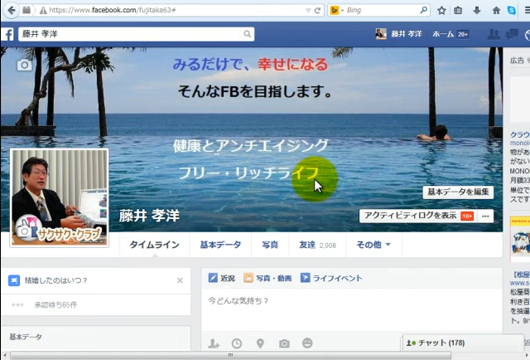 https://www.facebook.com/fujitaka63#
Bing
藤井 孝洋
藤井 孝洋 ホーム 20+
みるだけで、幸せになる
そんなFBを目指します。
健康とアンチエイジング
フリー・リッチライフ
広告
クラウ
monok
MONO
基本データを編集
サクサク・クラブ
藤井 孝洋
アクティビティログを表示 10+ ...
タイムライン 基本データ 写真 友達 2,008 その他
結婚したのはいつ?
承認待ち65件
基本データ
近況 写真・動画 ライフイベント
今どんな気持ち?
チャット (178)